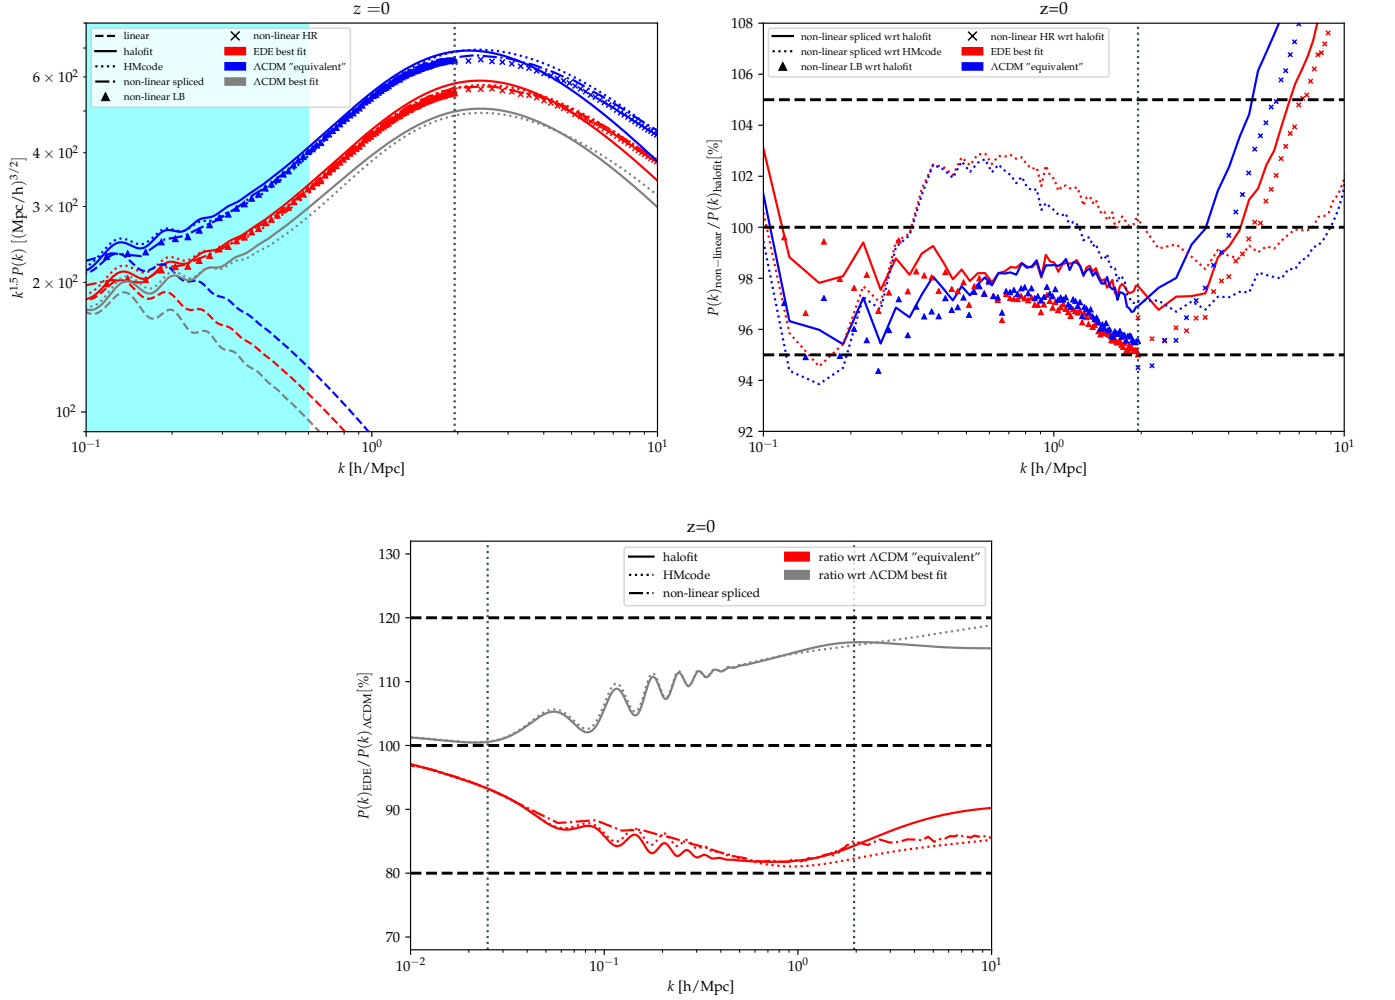 z =0
linear
halofit
HMcode
non-linear spliced
non-linear LB
non-linear HR
EDE best fit
ΛCDM "equivalent"
ΛCDM best fit
6 × 10²
4 × 10²
3 × 10²
2 × 10²
10²
k^{1.5}P(k) [(Mpc/h)^{3/2}]
10⁻¹ 10⁰ 10¹
k [h/Mpc]
z=0
non-linear spliced wrt halofit
non-linear spliced wrt HMcode
non-linear LB wrt halofit
non-linear HR wrt halofit
EDE best fit
ΛCDM "equivalent"
108
106
104
102
100
98
96
94
92
P(k)_{non−linear}/P(k)_{halofit}[%]
10⁻¹ 10⁰ 10¹
k [h/Mpc]
z=0
halofit
HMcode
non-linear spliced
ratio wrt ΛCDM "equivalent"
ratio wrt ΛCDM best fit
130
120
110
100
90
80
70
P(k)_{EDE}/P(k)_{ΛCDM}[%]
10⁻² 10⁻¹ 10⁰ 10¹
k [h/Mpc]